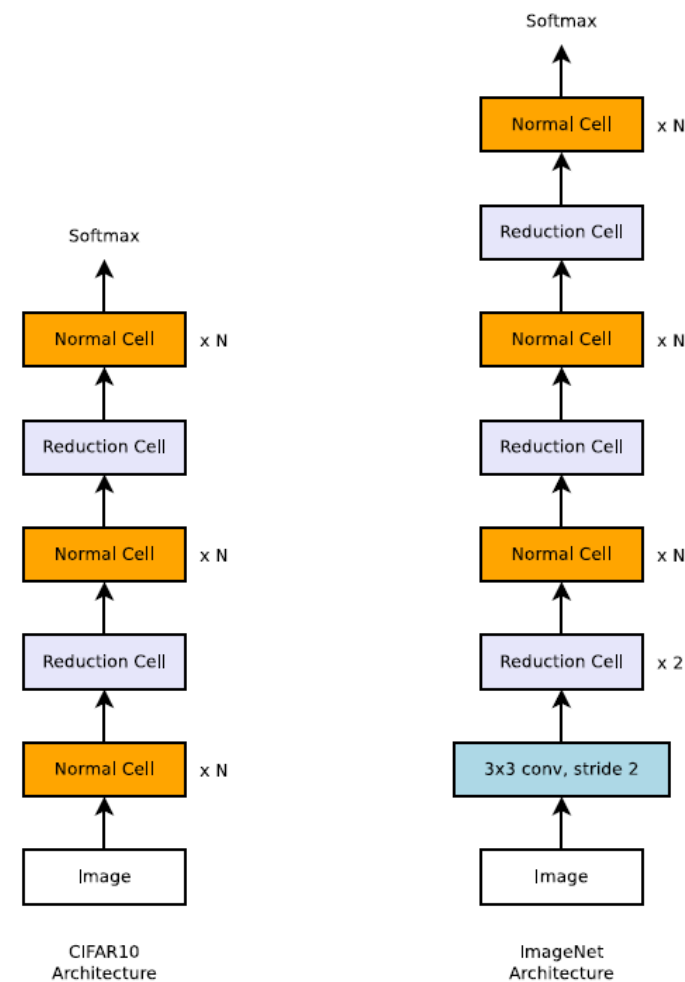 Softmax
Normal Cell x N
Reduction Cell
Normal Cell x N
Reduction Cell
Normal Cell x N
Image
CIFAR10
Architecture
Softmax
Normal Cell x N
Reduction Cell
Normal Cell x N
Reduction Cell
Normal Cell x N
Reduction Cell x 2
3x3 conv, stride 2
Image
ImageNet
Architecture